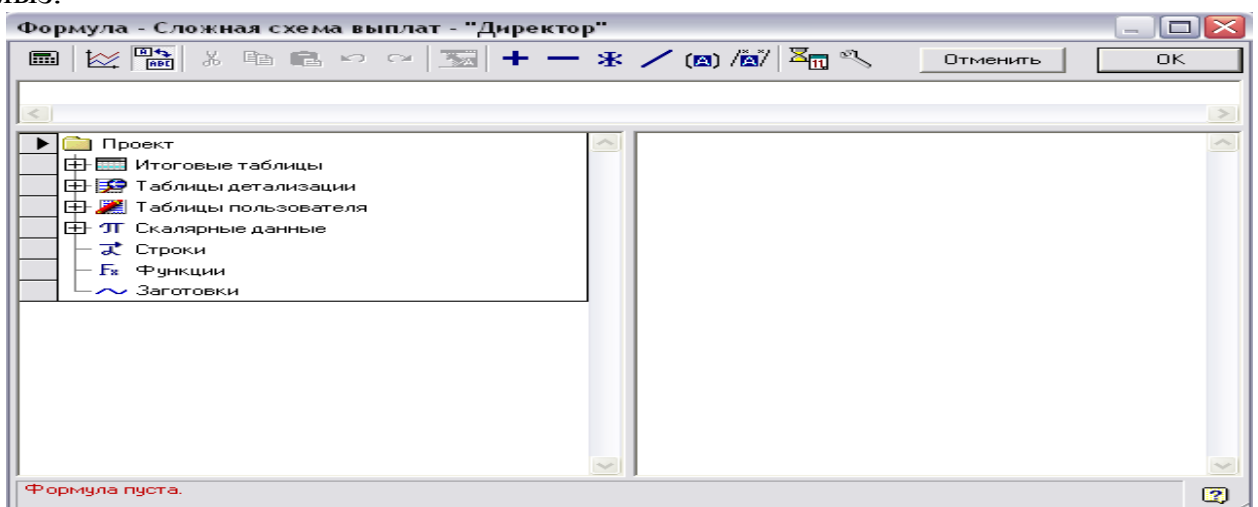 Формула - Сложная схема выплат - "Директор"
Отменить
OK
Проект
Итоговые таблицы
Таблицы детализации
Таблицы пользователя
Скалярные данные
Строки
Функции
Заготовки
Формула пуста.